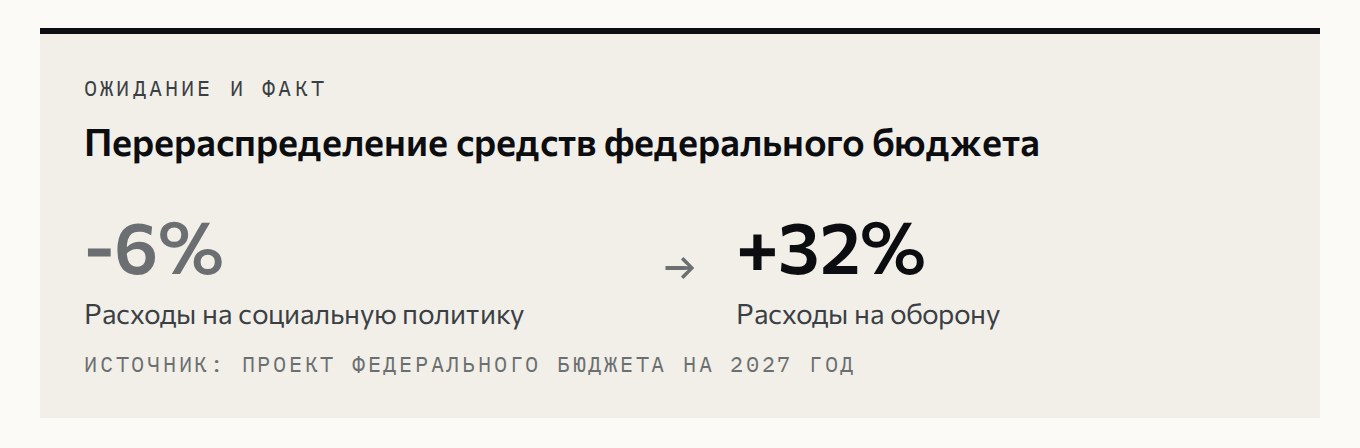 ОЖИДАНИЕ И ФАКТ
Перераспределение средств федерального бюджета
-6%
→
+32%
Расходы на социальную политику
Расходы на оборону
ИСТОЧНИК: ПРОЕКТ ФЕДЕРАЛЬНОГО БЮДЖЕТА НА 2027 ГОД